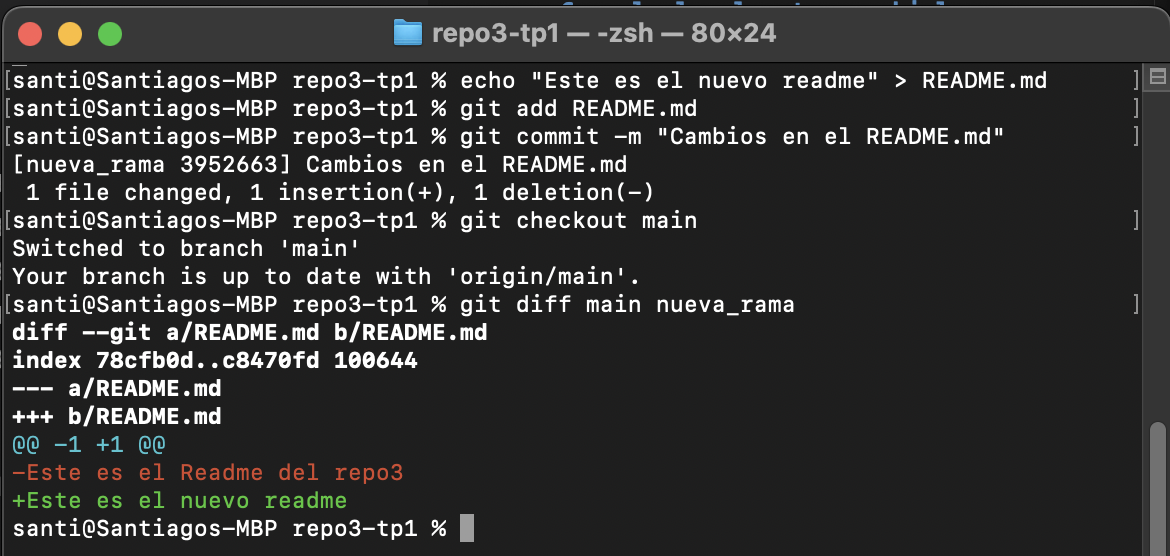 repo3-tp1 — -zsh — 80×24
[santi@Santiagos-MBP repo3-tp1 % echo "Este es el nuevo readme" > README.md ]
[santi@Santiagos-MBP repo3-tp1 % git add README.md ]
[santi@Santiagos-MBP repo3-tp1 % git commit -m "Cambios en el README.md" ]
[nueva_rama 3952663] Cambios en el README.md
 1 file changed, 1 insertion(+), 1 deletion(-)
[santi@Santiagos-MBP repo3-tp1 % git checkout main ]
Switched to branch 'main'
Your branch is up to date with 'origin/main'.
[santi@Santiagos-MBP repo3-tp1 % git diff main nueva_rama ]
diff --git a/README.md b/README.md
index 78cfb0d..c8470fd 100644
--- a/README.md
+++ b/README.md
@@ -1 +1 @@
-Este es el Readme del repo3
+Este es el nuevo readme
santi@Santiagos-MBP repo3-tp1 %